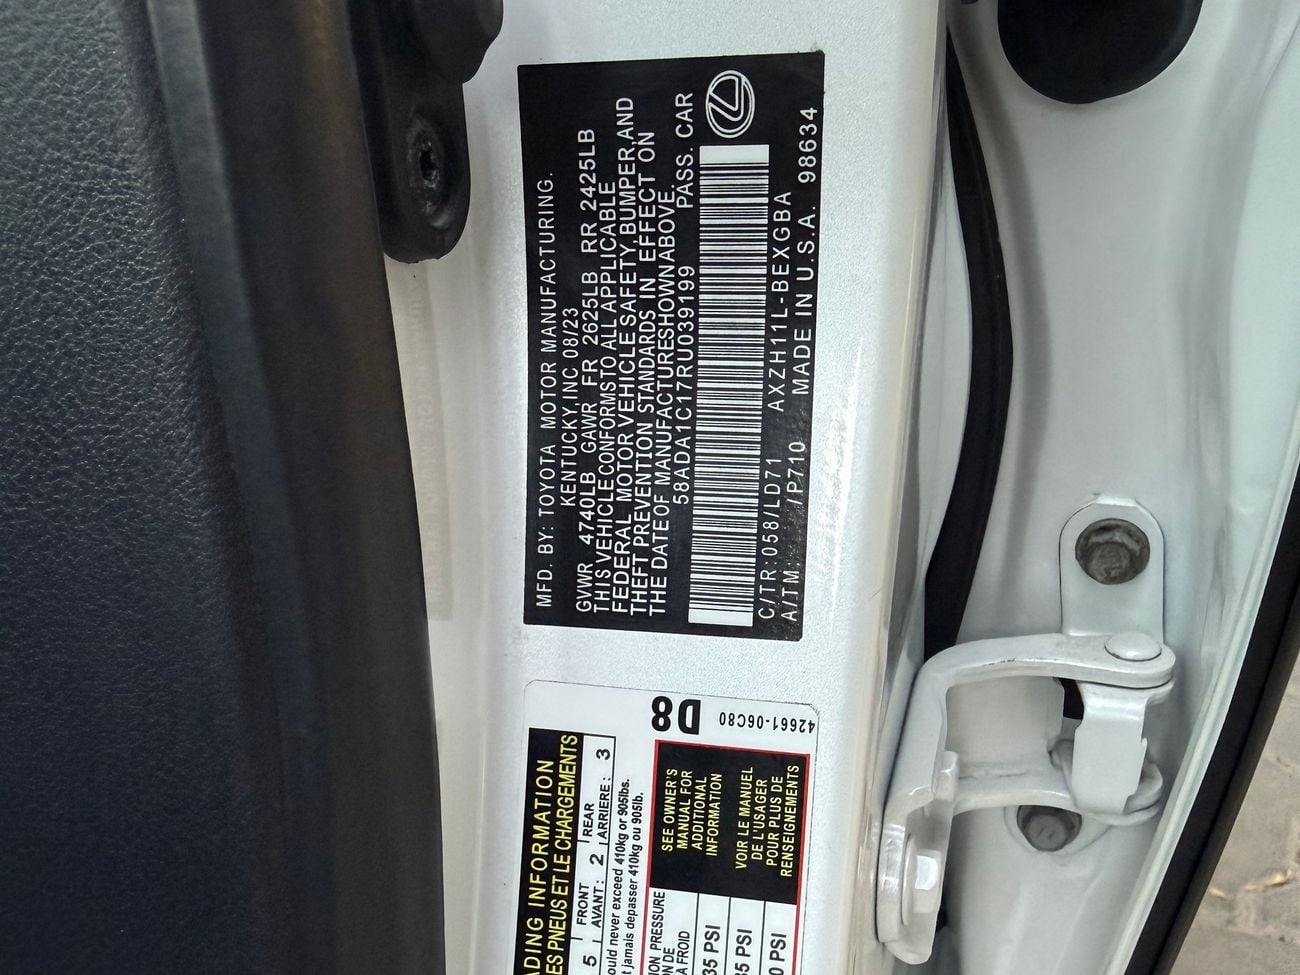 MFD. BY: TOYOTA MOTOR MANUFACTURING.
KENTUCKY, INC 08/23
GVWR 4740LB GAWR FR 2625LB RR 2425LB
THIS VEHICLE CONFORMS TO ALL APPLICABLE
FEDERAL MOTOR VEHICLE SAFETY, BUMPER, AND
THEFT PREVENTION STANDARDS IN EFFECT ON
THE DATE OF MANUFACTURE SHOWN ABOVE.
58ADA1C17RU039199 PASS. CAR
C/TR: 058/LD71 AXZH11L-BEXGBA
A/TM: /P710 MADE IN U.S.A. 98634
D8
42661-06C80
ADING INFORMATION
ES PNEUS ET LE CHARGEMENTS
5 FRONT AVANT: 2 REAR ARRIERE: 3
ould never exceed 410kg or 905lbs.
t jamais depasser 410kg ou 905lb.
ION PRESSURE
ON DE
A FROID
35 PSI
35 PSI
0 PSI
SEE OWNER'S
MANUAL FOR
ADDITIONAL
INFORMATION
VOIR LE MANUEL
DE L'USAGER
POUR PLUS DE
RENSEIGNEMENTS